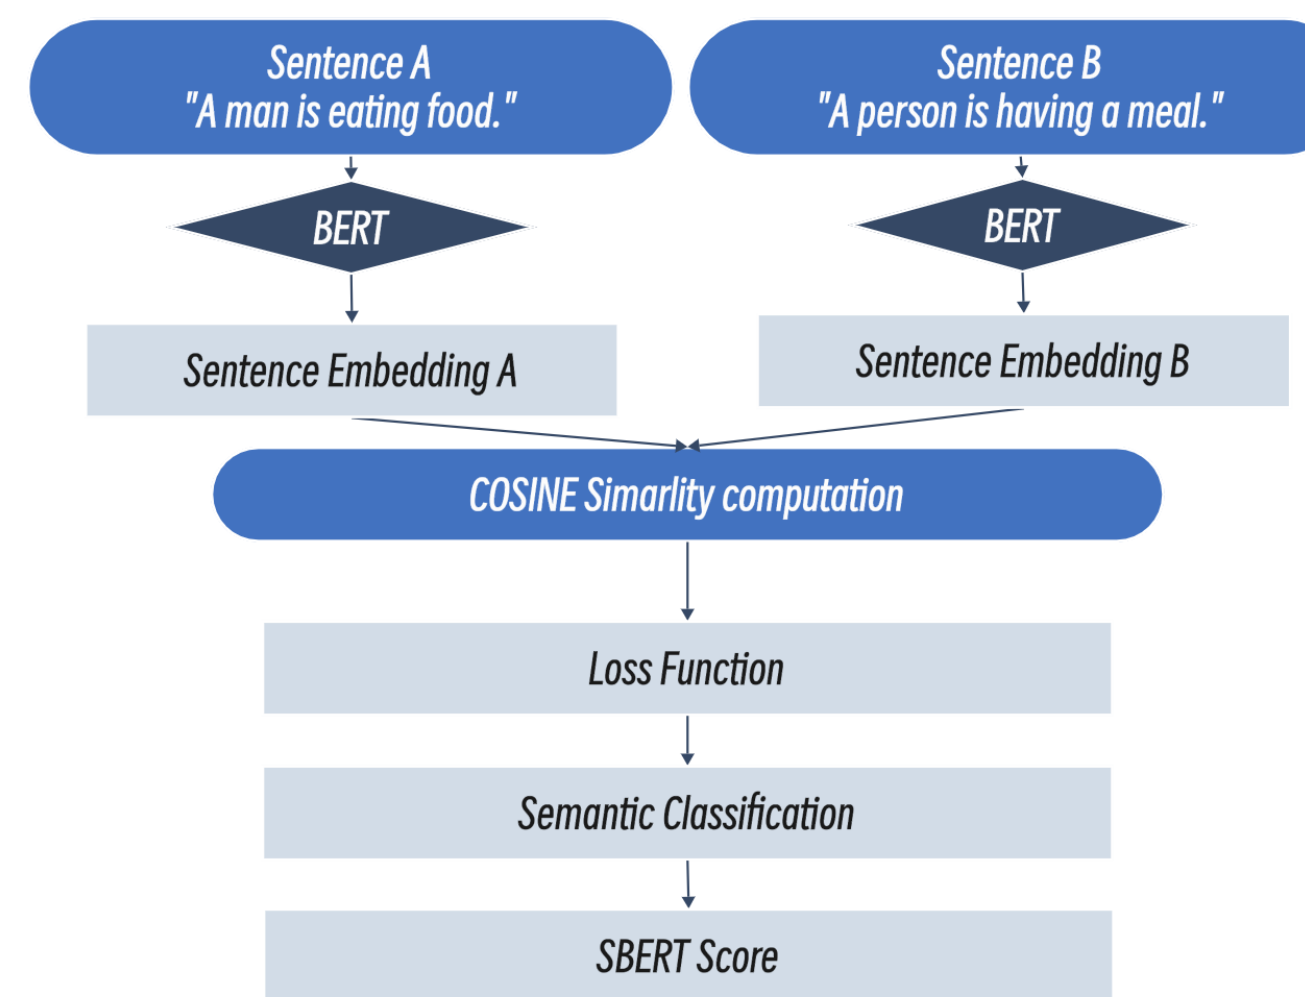 Sentence A
"A man is eating food."
Sentence B
"A person is having a meal."
BERT
BERT
Sentence Embedding A
Sentence Embedding B
COSINE Simarlity computation
Loss Function
Semantic Classification
SBERT Score